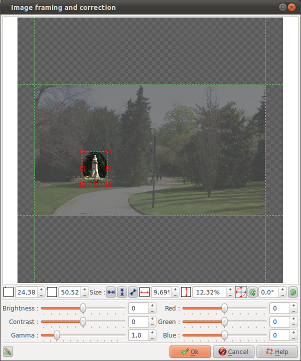 Image framing and correction
24,38 50,52 Size : 9,69° 12,32% 0,0°
Brightness : 0 Red : 0
Contrast : 0 Green : 0
Gamma : 1,0 Blue : 0
Ok Cancel Help